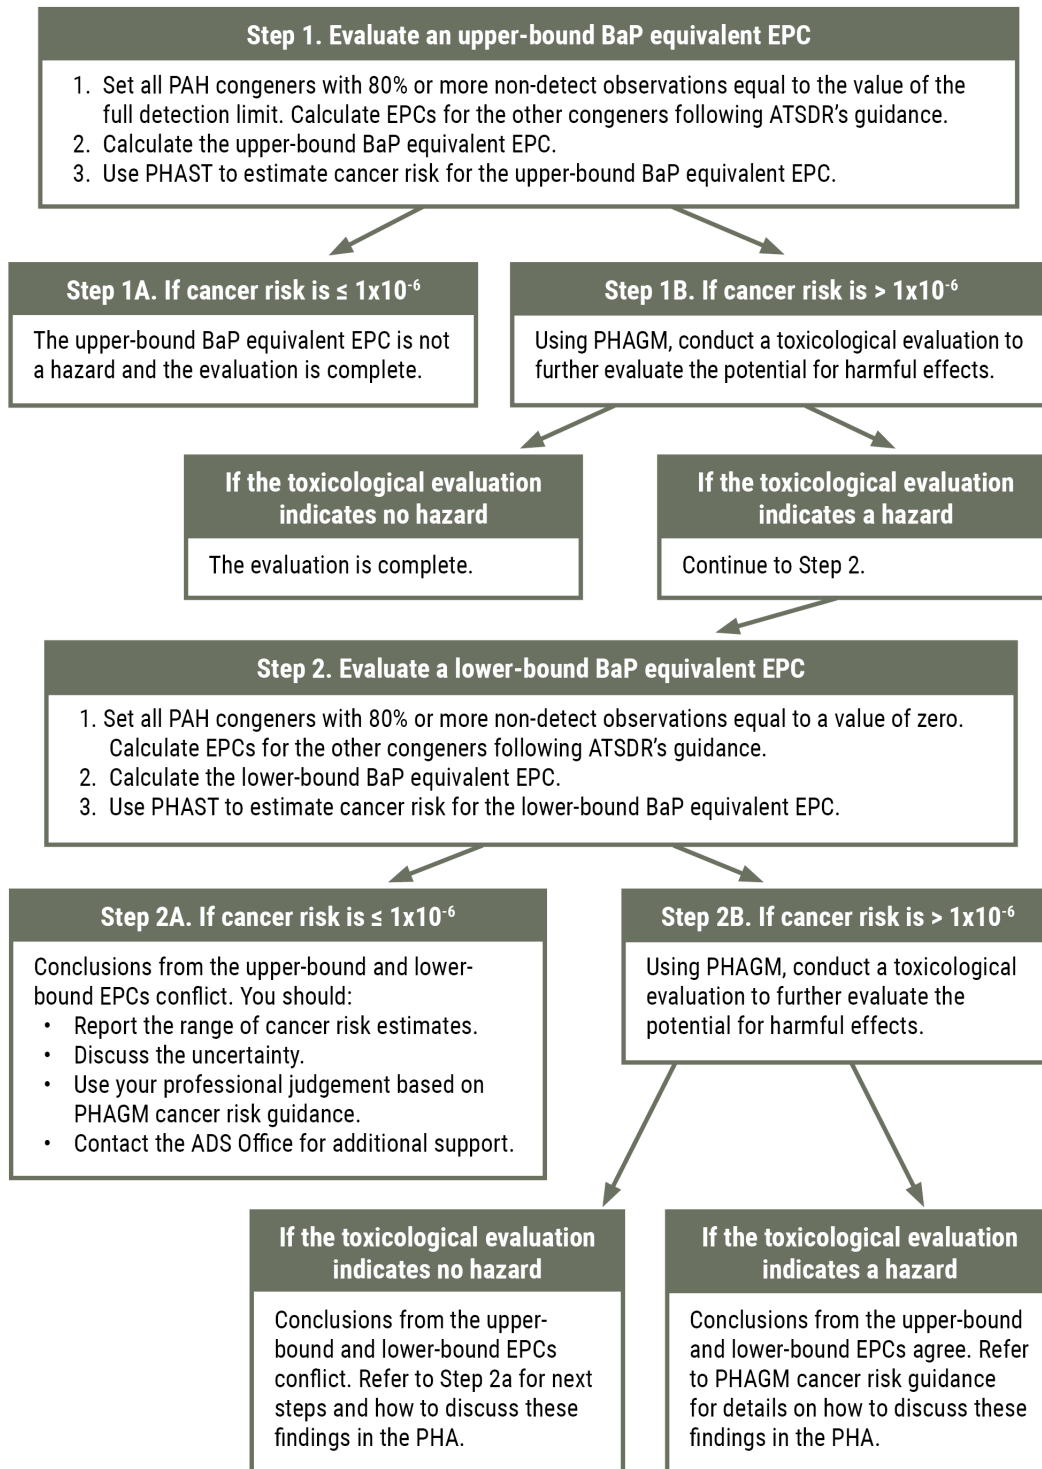 Step 1. Evaluate an upper-bound BaP equivalent EPC
1. Set all PAH congeners with 80% or more non-detect observations equal to the value of the
full detection limit. Calculate EPCs for the other congeners following ATSDR’s guidance.
2. Calculate the upper-bound BaP equivalent EPC.
3. Use PHAST to estimate cancer risk for the upper-bound BaP equivalent EPC.
Step 1A. If cancer risk is ≤ 1x10⁻⁶
The upper-bound BaP equivalent EPC is not
a hazard and the evaluation is complete.
Step 1B. If cancer risk is > 1x10⁻⁶
Using PHAGM, conduct a toxicological evaluation to
further evaluate the potential for harmful effects.
If the toxicological evaluation
indicates no hazard
The evaluation is complete.
If the toxicological evaluation
indicates a hazard
Continue to Step 2.
Step 2. Evaluate a lower-bound BaP equivalent EPC
1. Set all PAH congeners with 80% or more non-detect observations equal to a value of zero.
Calculate EPCs for the other congeners following ATSDR’s guidance.
2. Calculate the lower-bound BaP equivalent EPC.
3. Use PHAST to estimate cancer risk for the lower-bound BaP equivalent EPC.
Step 2A. If cancer risk is ≤ 1x10⁻⁶
Conclusions from the upper-bound and lower-
bound EPCs conflict. You should:
• Report the range of cancer risk estimates.
• Discuss the uncertainty.
• Use your professional judgement based on
PHAGM cancer risk guidance.
• Contact the ADS Office for additional support.
Step 2B. If cancer risk is > 1x10⁻⁶
Using PHAGM, conduct a toxicological
evaluation to further evaluate the
potential for harmful effects.
If the toxicological evaluation
indicates no hazard
Conclusions from the upper-
bound and lower-bound EPCs
conflict. Refer to Step 2a for next
steps and how to discuss these
findings in the PHA.
If the toxicological evaluation
indicates a hazard
Conclusions from the upper-bound
and lower-bound EPCs agree. Refer
to PHAGM cancer risk guidance
for details on how to discuss these
findings in the PHA.